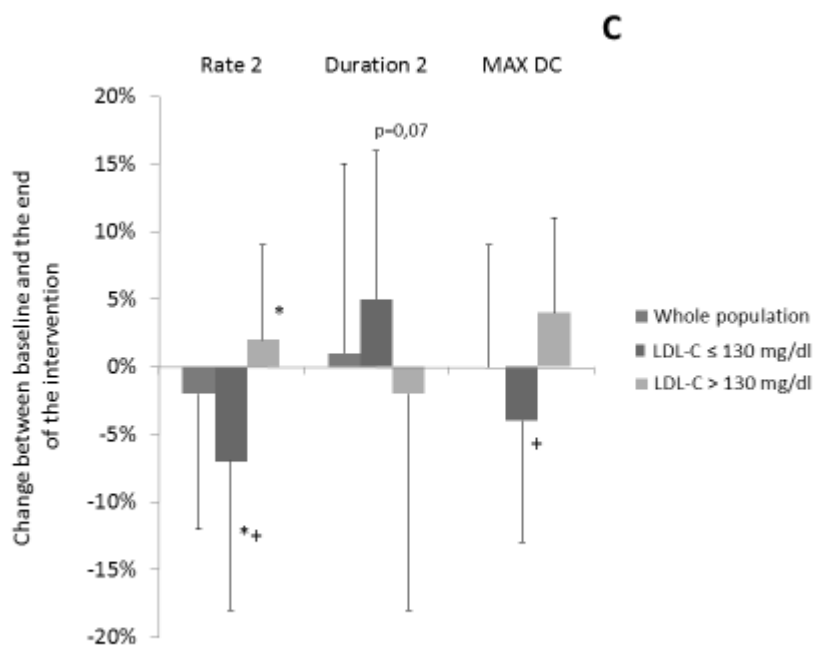 C
Rate 2 Duration 2 MAX DC
20%
15%
10%
5%
0%
-5%
-10%
-15%
-20%
p=0,07
*
+
*+
Change between baseline and the end
of the intervention
Whole population
LDL-C ≤ 130 mg/dl
LDL-C > 130 mg/dl